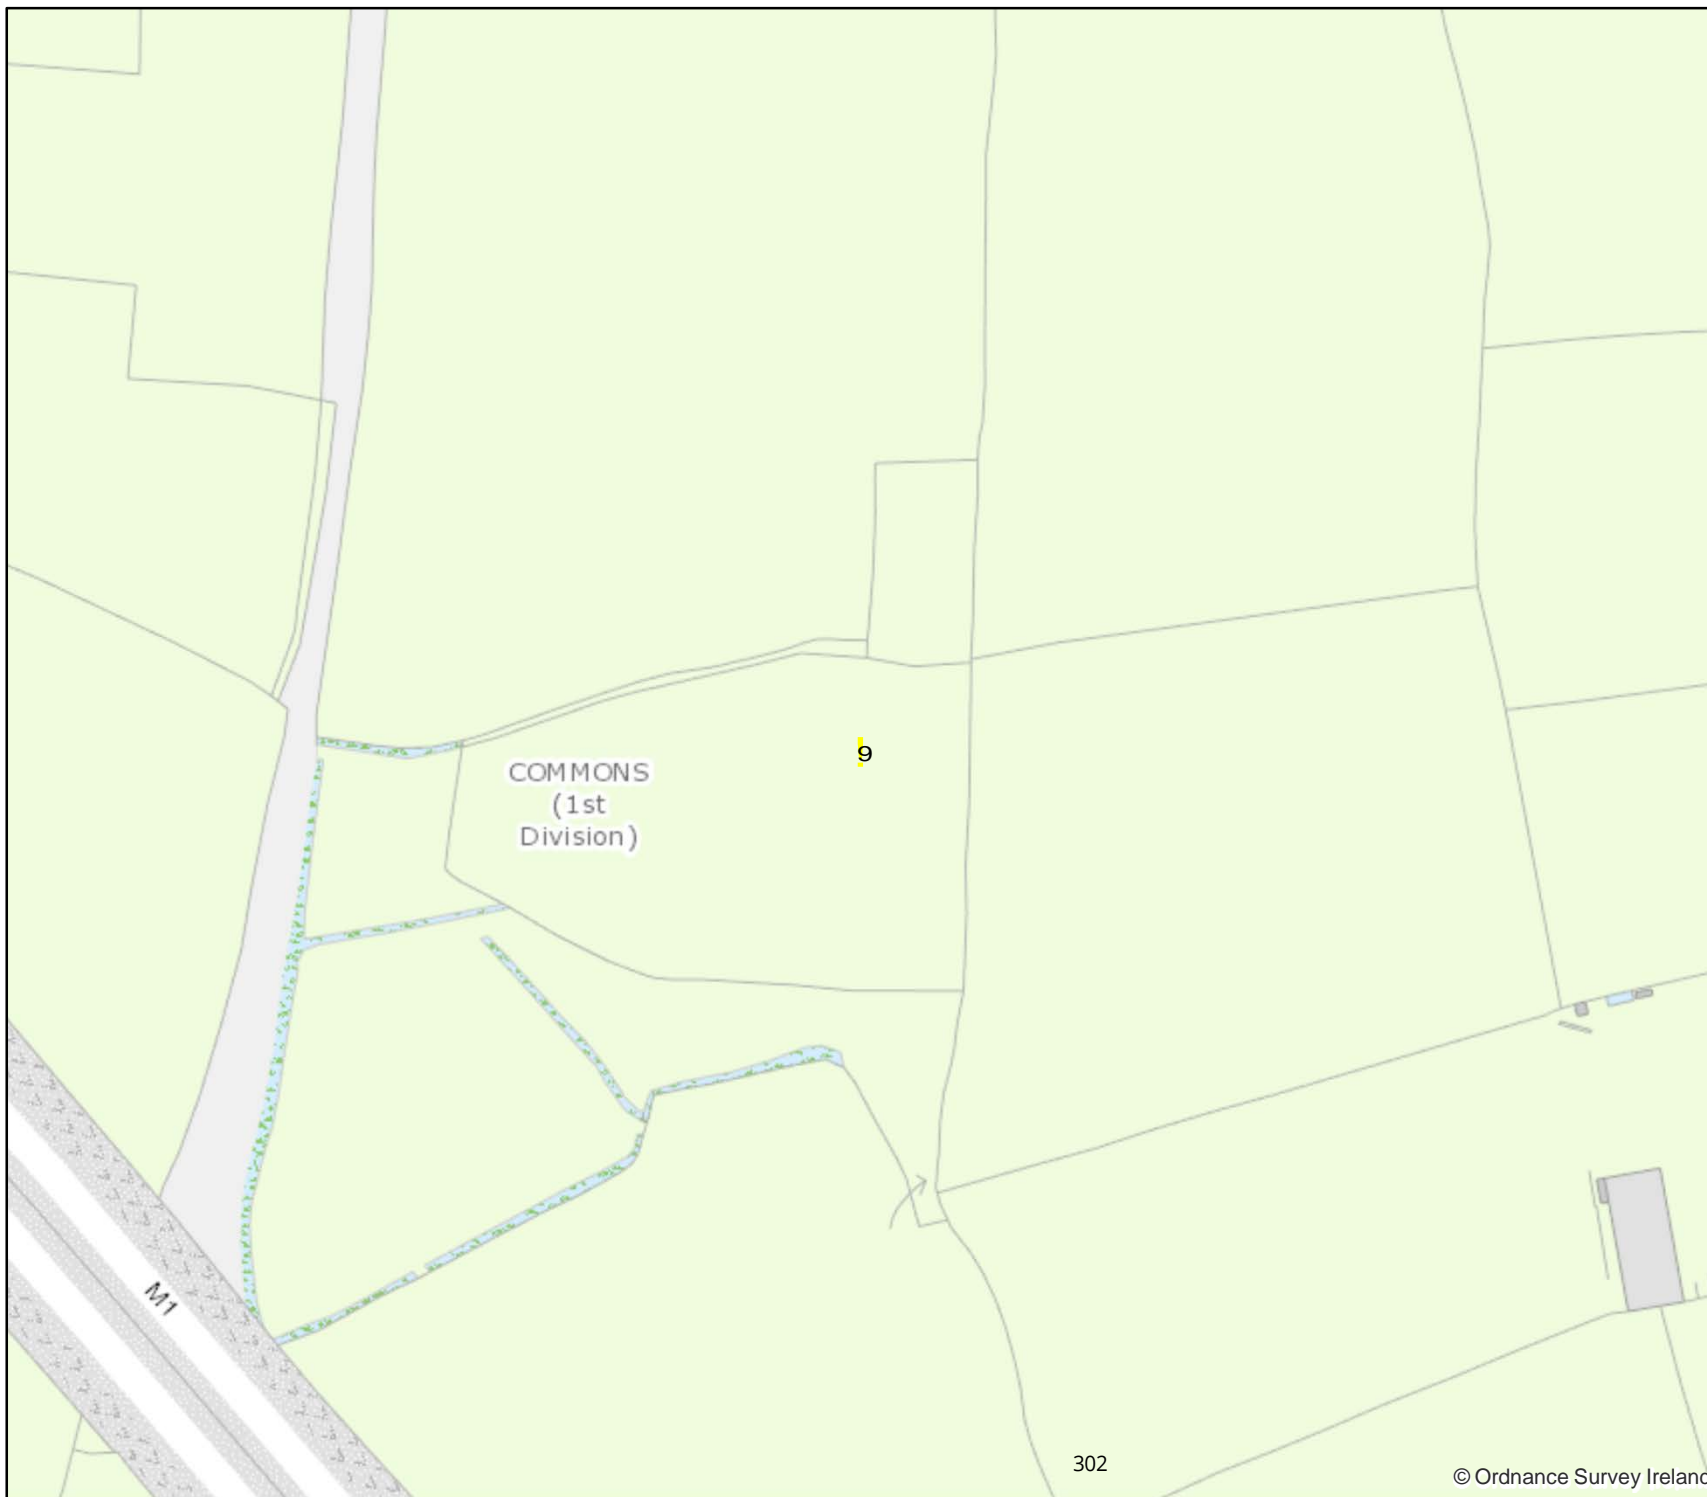 9
COMMONS
(1st
Division)
M1
302
© Ordnance Survey Ireland